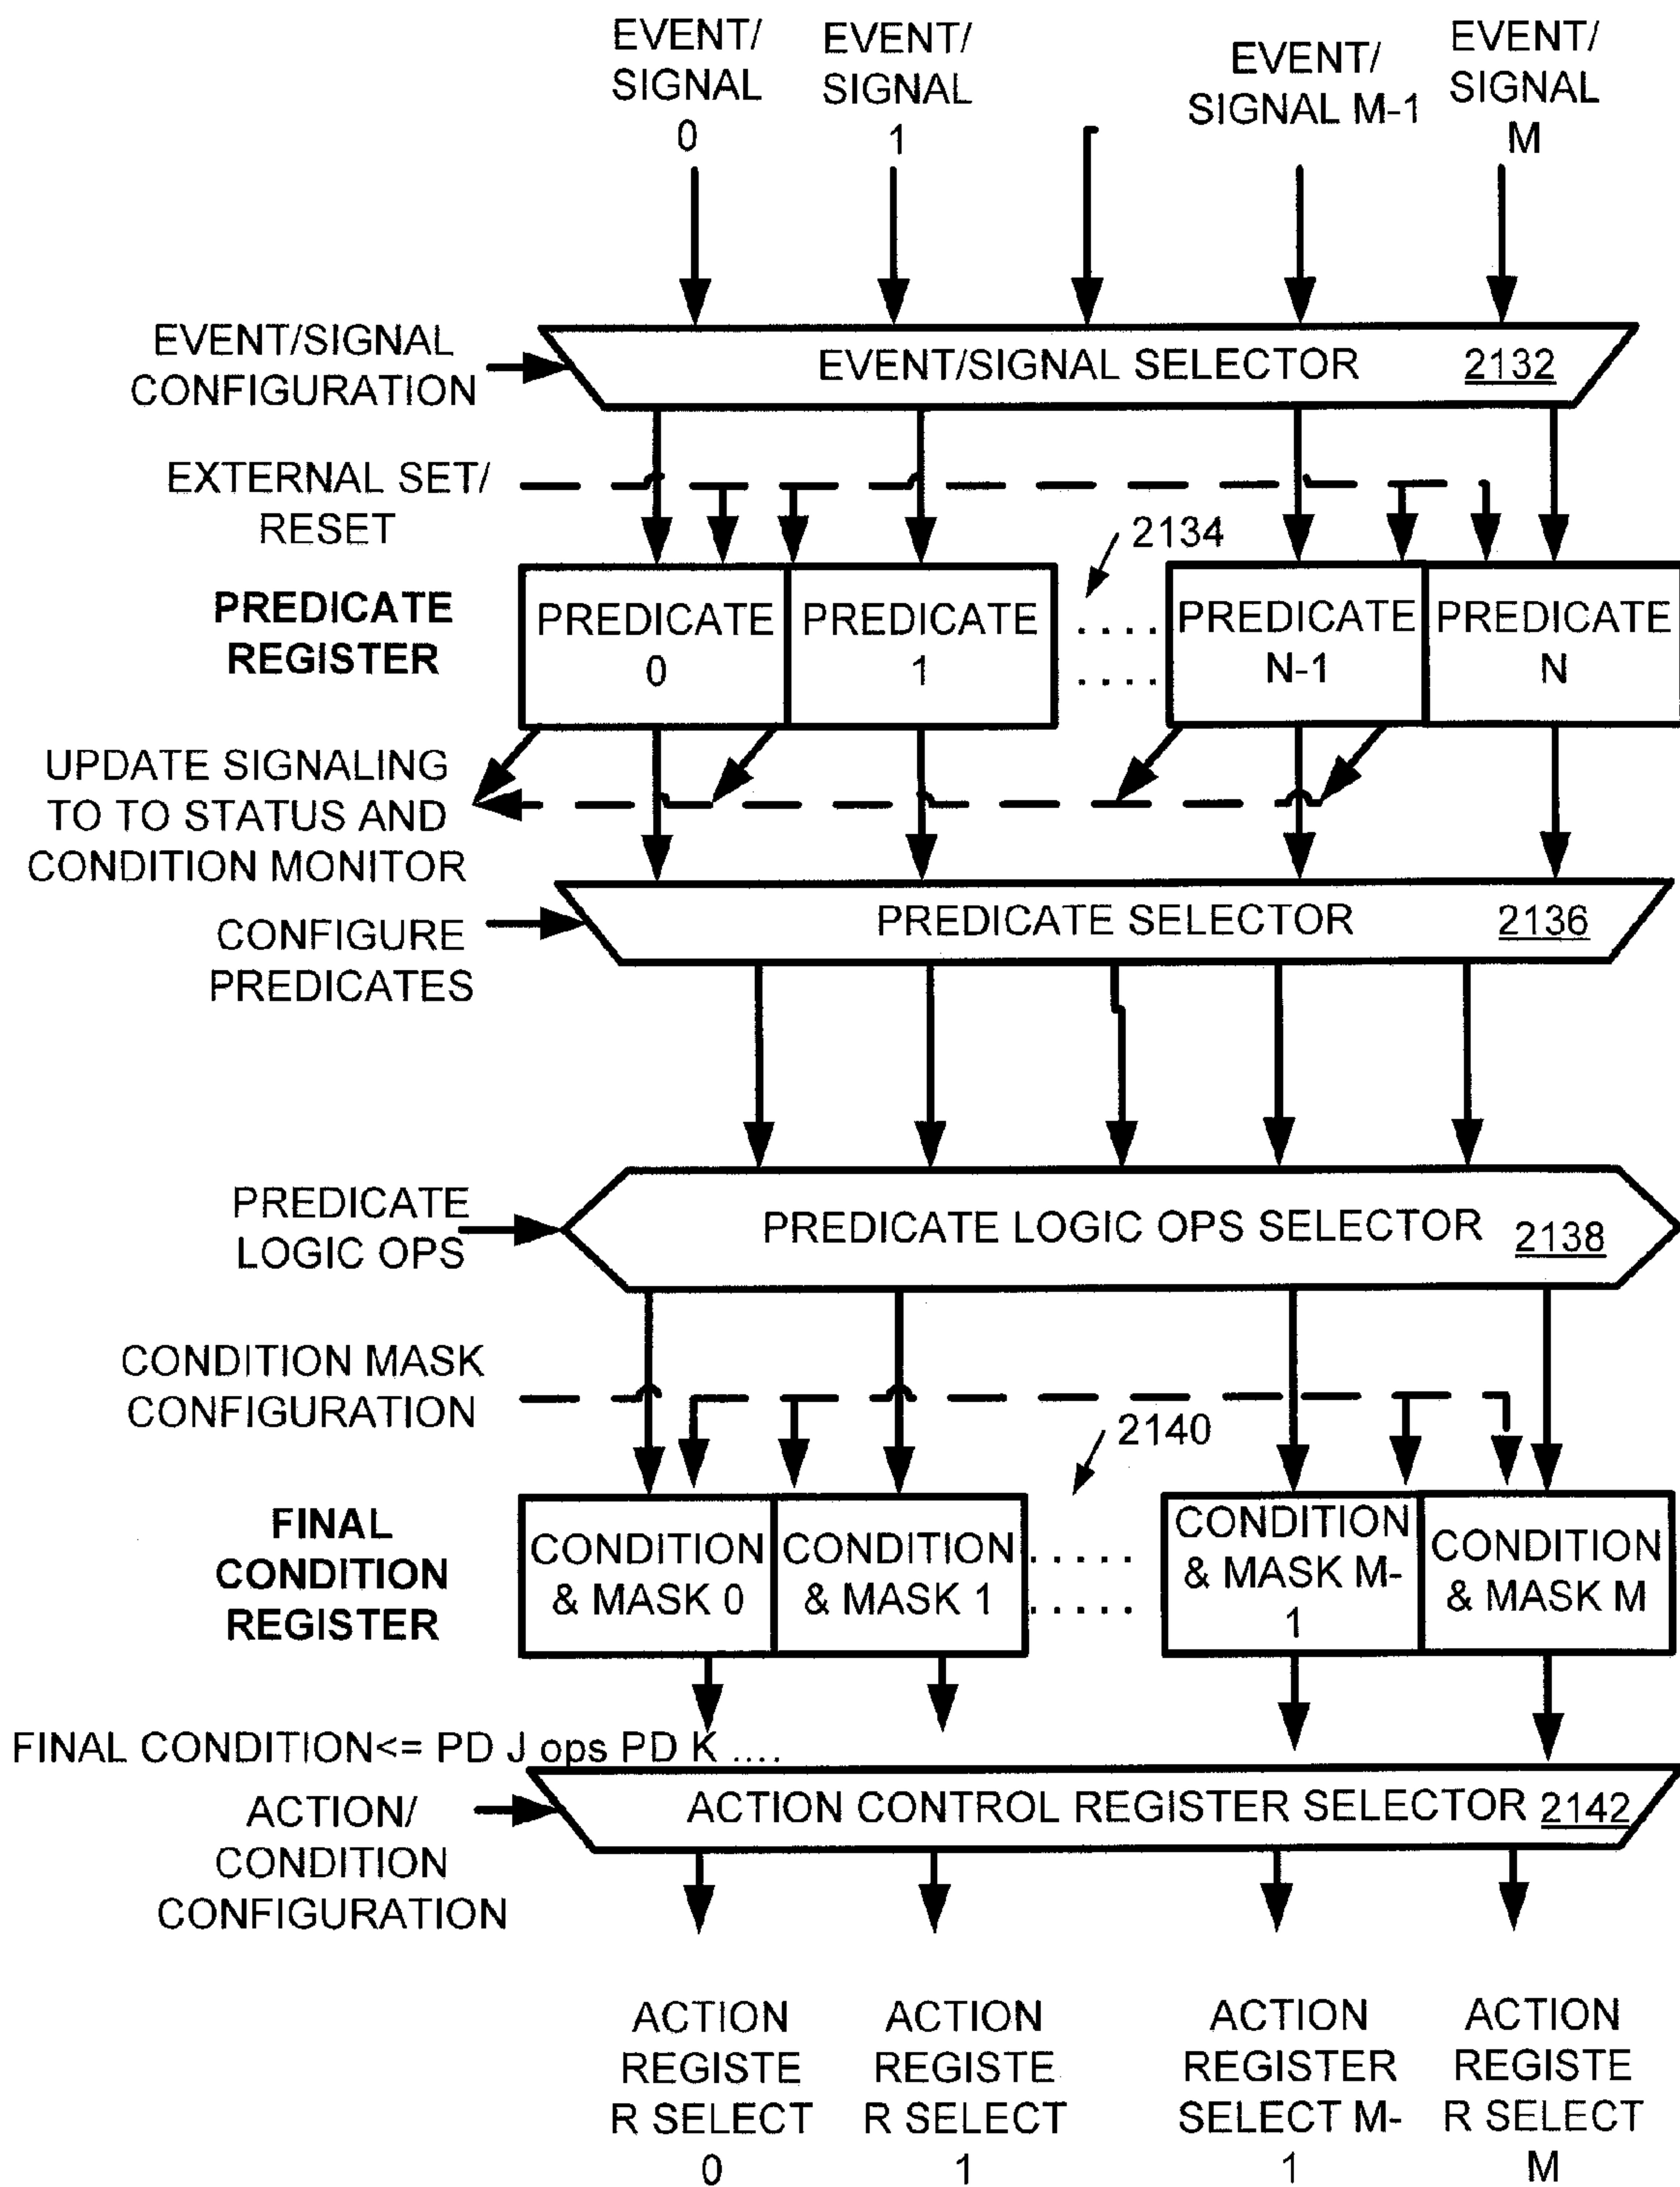 EVENT/
SIGNAL
0
EVENT/
SIGNAL
1
EVENT/
SIGNAL M-1
EVENT/
SIGNAL
M
EVENT/SIGNAL
CONFIGURATION
EVENT/SIGNAL SELECTOR 2132
EXTERNAL SET/
RESET
2134
PREDICATE
REGISTER
PREDICATE
0
PREDICATE
1
....
....
PREDICATE
N-1
PREDICATE
N
UPDATE SIGNALING
TO TO STATUS AND
CONDITION MONITOR
PREDICATE SELECTOR 2136
CONFIGURE
PREDICATES
PREDICATE
LOGIC OPS
PREDICATE LOGIC OPS SELECTOR 2138
CONDITION MASK
CONFIGURATION
2140
FINAL
CONDITION
REGISTER
CONDITION
& MASK 0
CONDITION
& MASK 1
.....
.....
CONDITION
& MASK M-
1
CONDITION
& MASK M
FINAL CONDITION<= PD J ops PD K ....
ACTION/
CONDITION
CONFIGURATION
ACTION CONTROL REGISTER SELECTOR 2142
ACTION
REGISTE
R SELECT
0
ACTION
REGISTE
R SELECT
1
ACTION
REGISTER
SELECT M-
1
ACTION
REGISTE
R SELECT
M